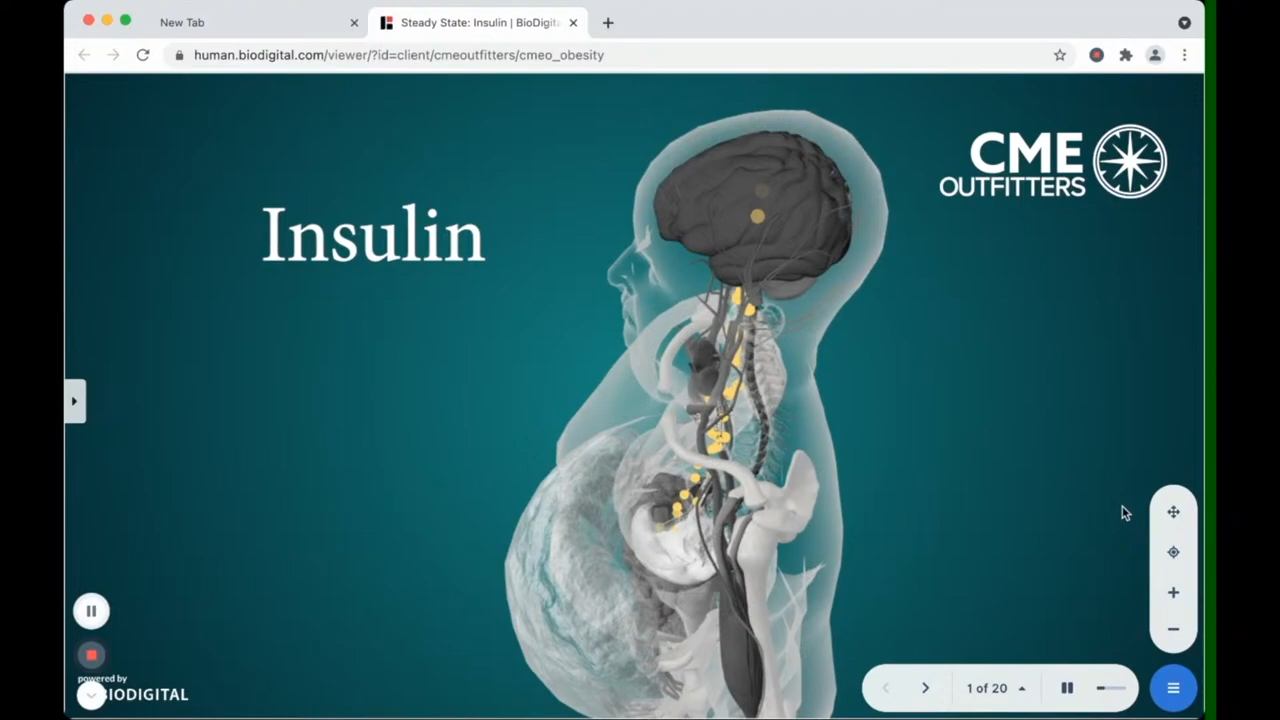 New Tab
Steady State: Insulin | BioDigita
human.biodigital.com/viewer/?id=client/cmeoutfitters/cmeo_obesity
CME
OUTFITTERS
Insulin
powered by
BIODIGITAL
1 of 20